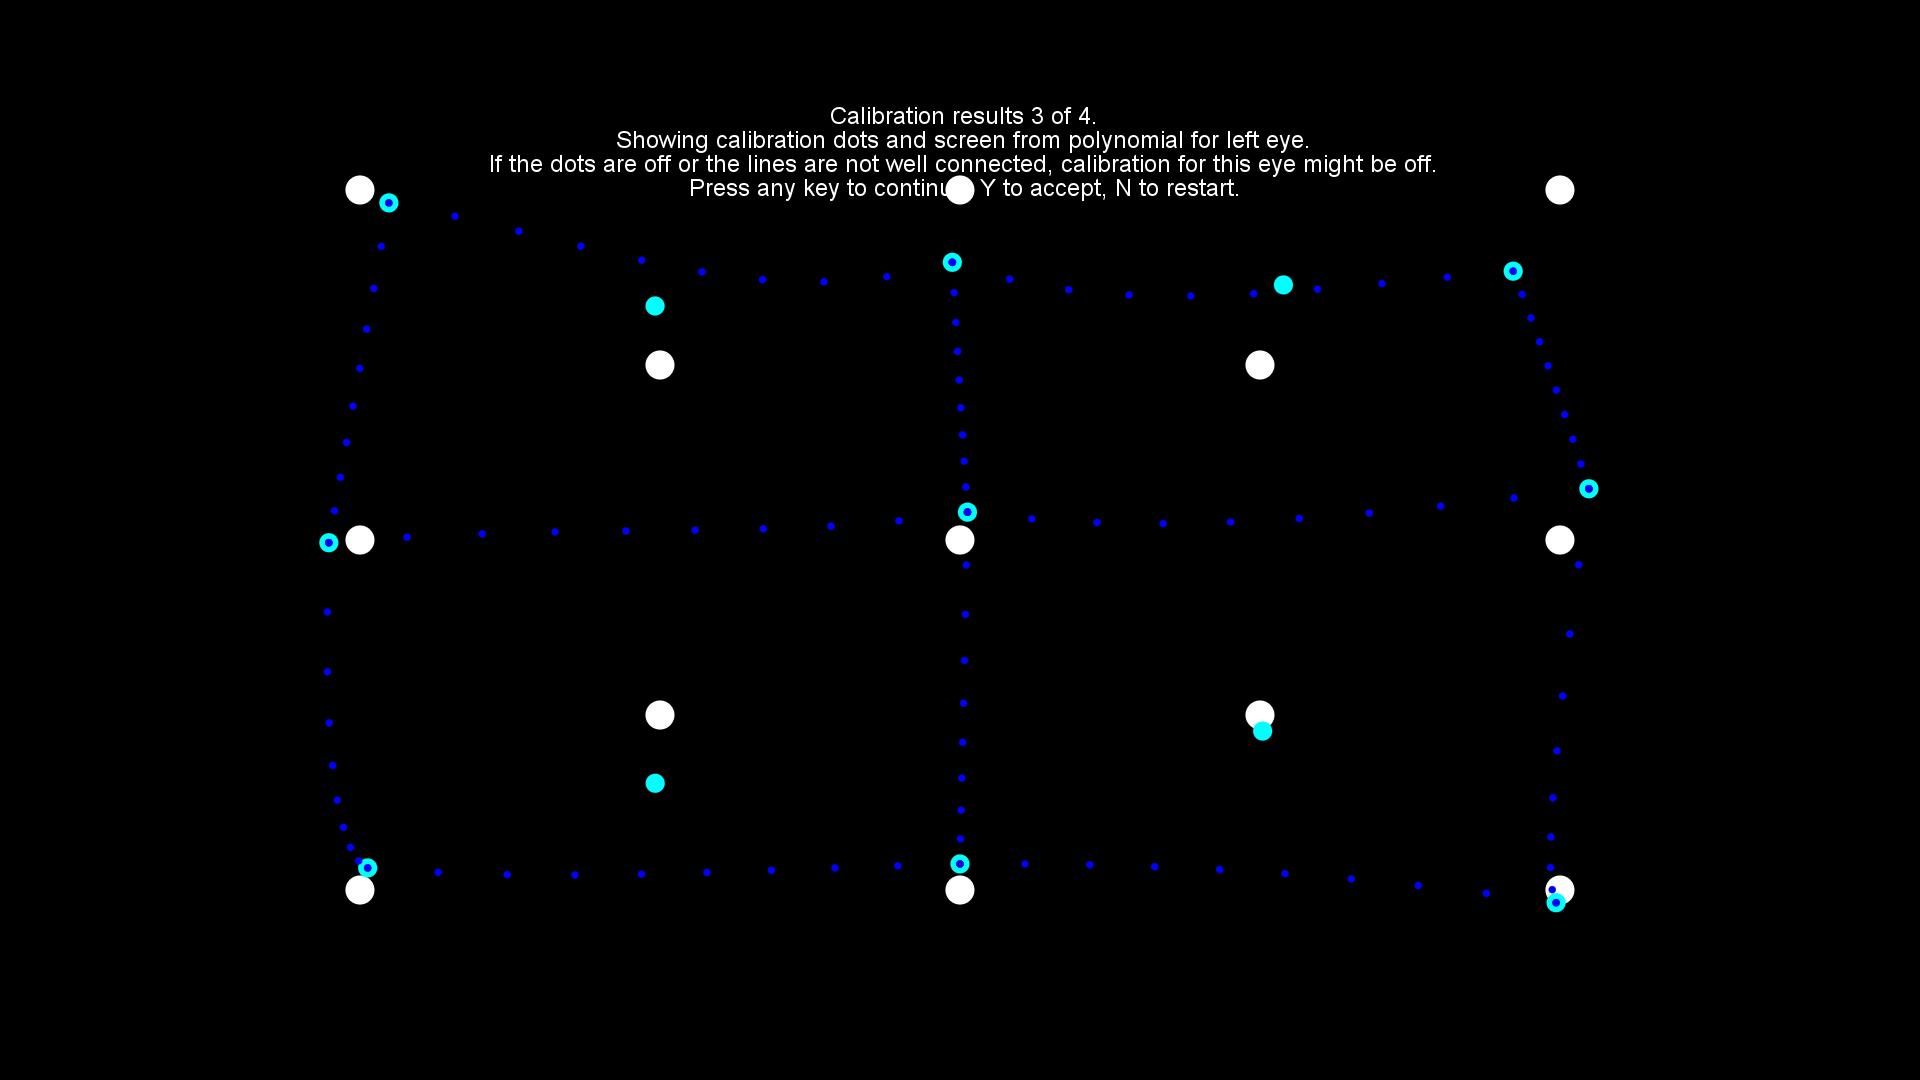 Calibration results 3 of 4.
Showing calibration dots and screen from polynomial for left eye.
If the dots are off or the lines are not well connected, calibration for this eye might be off.
Press any key to continu Y to accept, N to restart.